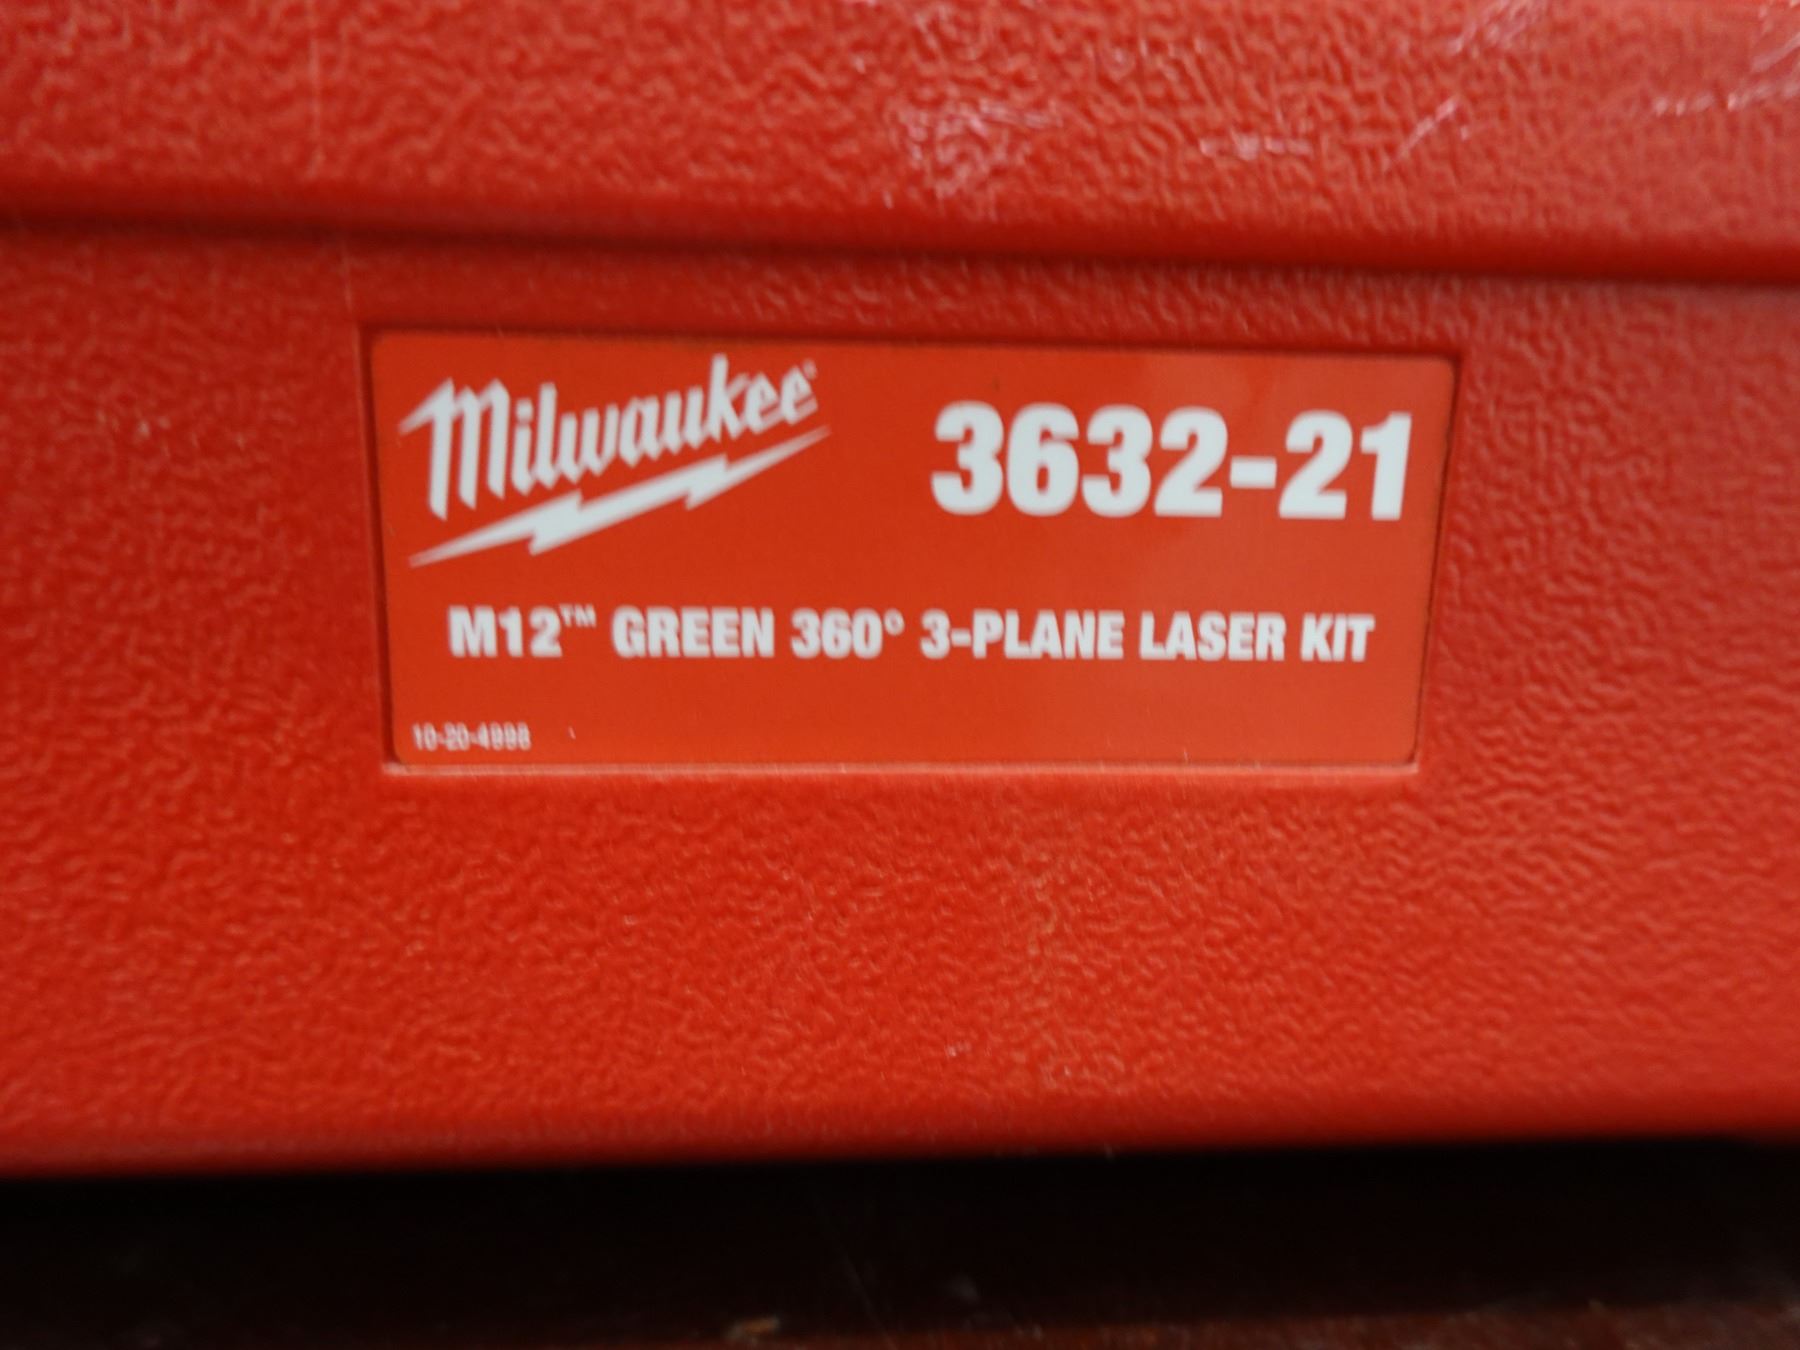 Milwaukee®
3632-21
M12™ GREEN 360° 3-PLANE LASER KIT
10-20-4998